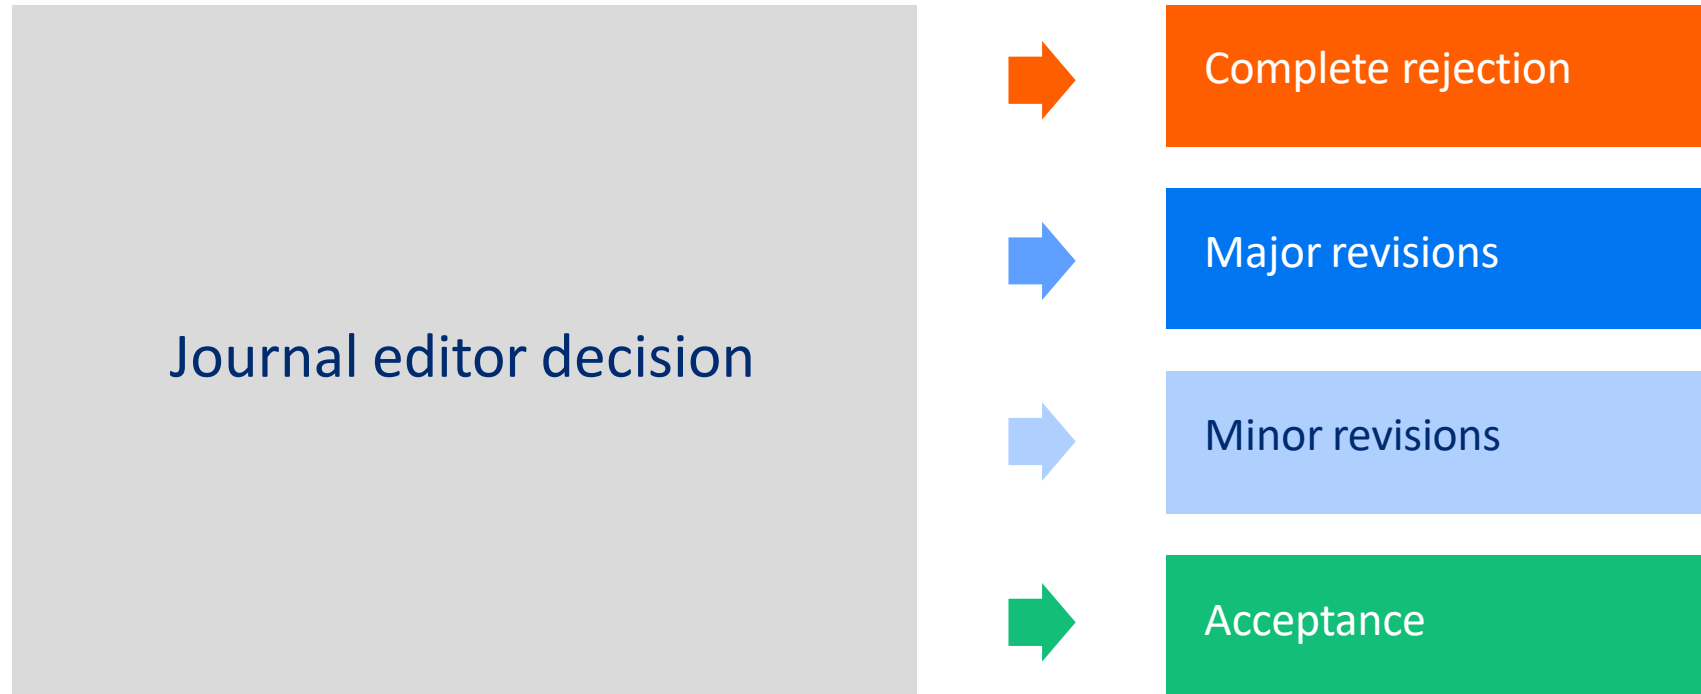 Journal editor decision
Complete rejection
Major revisions
Minor revisions
Acceptance